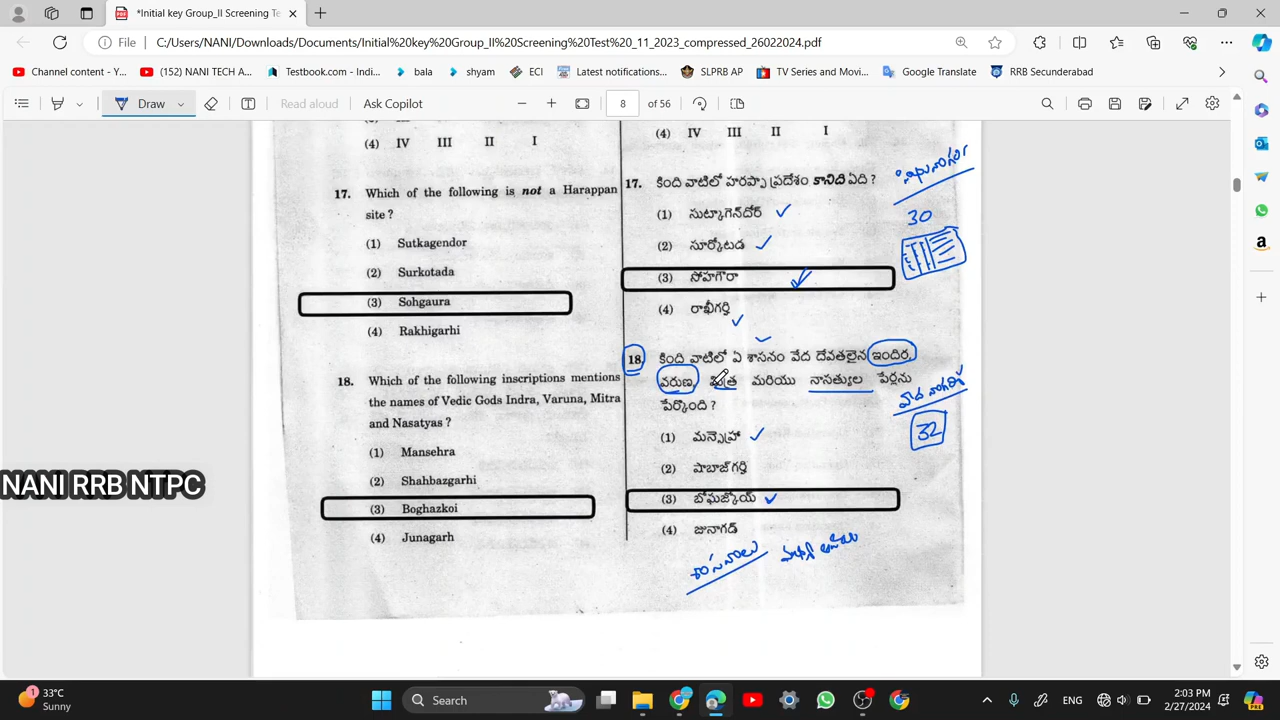 *Initial key Group_II Screening Te
File
C:/Users/NANI/Downloads/Documents/Initial%20key%20Group_II%20Screening%20Test%20_11_2023_compressed_26022024.pdf
Channel content - Y...
(152) NANI TECH A...
Testbook.com - Indi...
bala
shyam
ECI
Latest notifications...
SLPRB AP
TV Series and Movi...
Google Translate
RRB Secunderabad
Draw
Read aloud
Ask Copilot
8
of 56
(4) IV III II I
17. Which of the following is not a Harappan
site ?
(1) Sutkagendor
(2) Surkotada
(3) Sohgaura
(4) Rakhigarhi
18. Which of the following inscriptions mentions
the names of Vedic Gods Indra, Varuna, Mitra
and Nasatyas ?
(1) Mansehra
(2) Shahbazgarhi
(3) Boghazkoi
(4) Junagarh
(4) IV III II I
17. కింది వాటిలో హరప్పా ప్రదేశం కానిది ఏది ?
(1) సుట్కాగెన్‌దోర్
(2) సూర్కోటడ
(3) సోహగౌరా
(4) రాఖీగర్హి
18. కింది వాటిలో ఏ శాసనం వేద దేవతలైన ఇందిర,
వరుణ, మిత్ర మరియు నాసత్యుల పేర్లను
పేర్కొంది ?
(1) మన్సెహ్రా
(2) షాబాజ్‌గర్హి
(3) బోఘజ్కోయ్
(4) జునాగడ్
30
32
శాసనాలు
NANI RRB NTPC
33°C
Sunny
Search
ENG
2:03 PM
2/27/2024